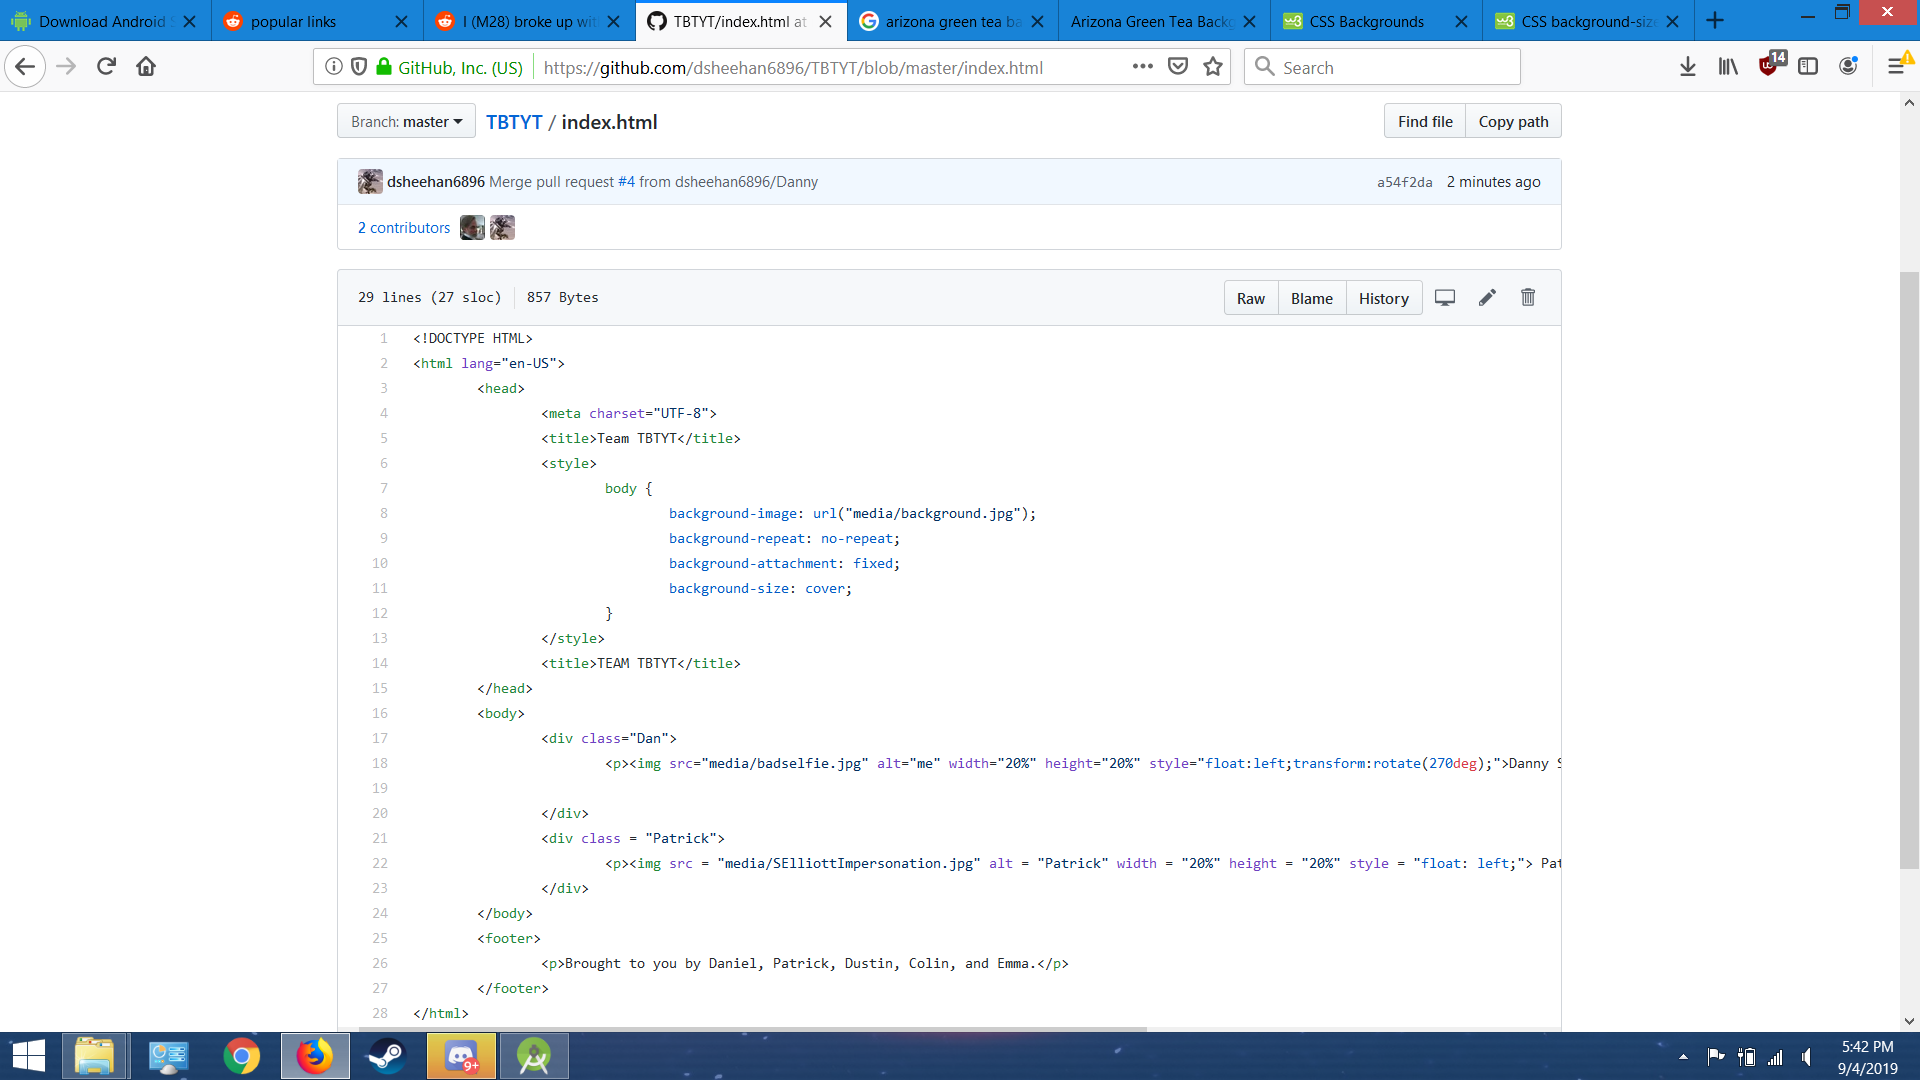 Download Android S
popular links
I (M28) broke up wit
TBTYT/index.html at
arizona green tea ba
Arizona Green Tea Backg
CSS Backgrounds
CSS background-size
GitHub, Inc. (US)
https://github.com/dsheehan6896/TBTYT/blob/master/index.html
Search
14
Branch: master
TBTYT / index.html
Find file
Copy path
dsheehan6896 Merge pull request #4 from dsheehan6896/Danny
a54f2da 2 minutes ago
2 contributors
29 lines (27 sloc) 857 Bytes
Raw
Blame
History
1 <!DOCTYPE HTML>
2 <html lang="en-US">
3 <head>
4 <meta charset="UTF-8">
5 <title>Team TBTYT</title>
6 <style>
7 body {
8 background-image: url("media/background.jpg");
9 background-repeat: no-repeat;
10 background-attachment: fixed;
11 background-size: cover;
12 }
13 </style>
14 <title>TEAM TBTYT</title>
15 </head>
16 <body>
17 <div class="Dan">
18 <p><img src="media/badselfie.jpg" alt="me" width="20%" height="20%" style="float:left;transform:rotate(270deg);">Danny S
19
20 </div>
21 <div class = "Patrick">
22 <p><img src = "media/SElliottImpersonation.jpg" alt = "Patrick" width = "20%" height = "20%" style = "float: left;"> Pat
23 </div>
24 </body>
25 <footer>
26 <p>Brought to you by Daniel, Patrick, Dustin, Colin, and Emma.</p>
27 </footer>
28 </html>
9+
5:42 PM
9/4/2019